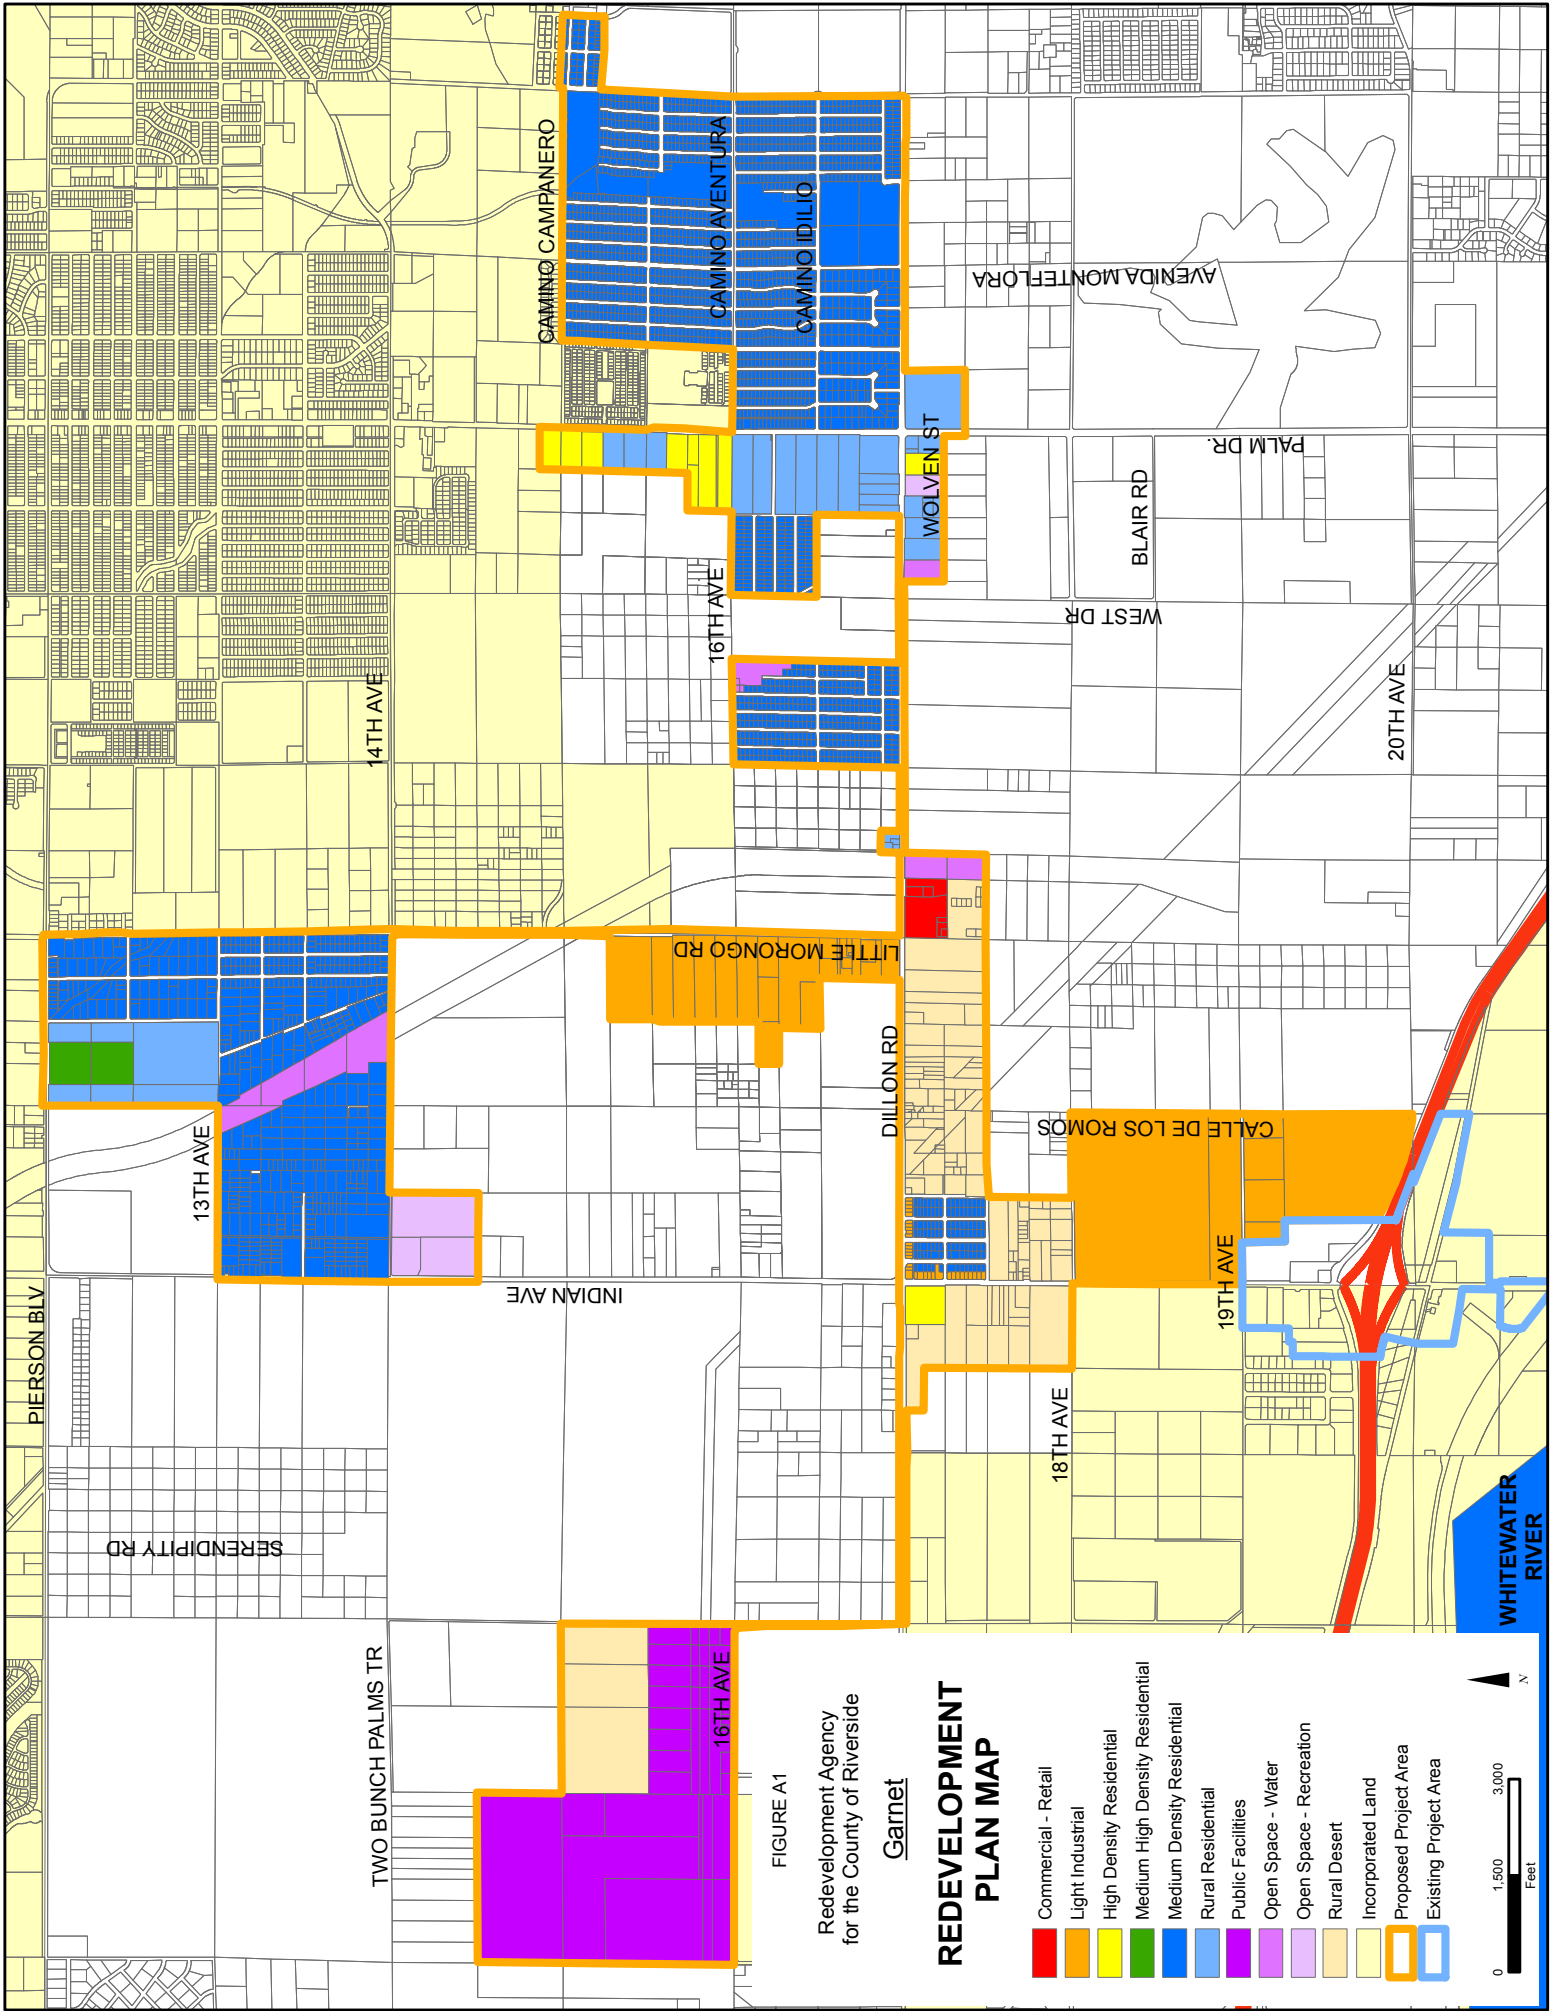 PIERSON BLV
13TH AVE
14TH AVE
TWO BUNCH PALMS TR
SERENDIPITY RD
INDIAN AVE
LITTLE MORONGO RD
16TH AVE
16TH AVE
CAMINO CAMPANERO
CAMINO AVENTURA
CAMINO IDILIO
DILLON RD
WOLVEN ST
AVENIDA MONTEFLORA
PALM DR.
BLAIR RD
WEST DR
CALLE DE LOS ROMOS
18TH AVE
19TH AVE
20TH AVE
WHITEWATER
RIVER
FIGURE A1
Redevelopment Agency
for the County of Riverside
Garnet
REDEVELOPMENT
PLAN MAP
Commercial - Retail
Light Industrial
High Density Residential
Medium High Density Residential
Medium Density Residential
Rural Residential
Public Facilities
Open Space - Water
Open Space - Recreation
Rural Desert
Incorporated Land
Proposed Project Area
Existing Project Area
0 1,500 3,000
Feet
N